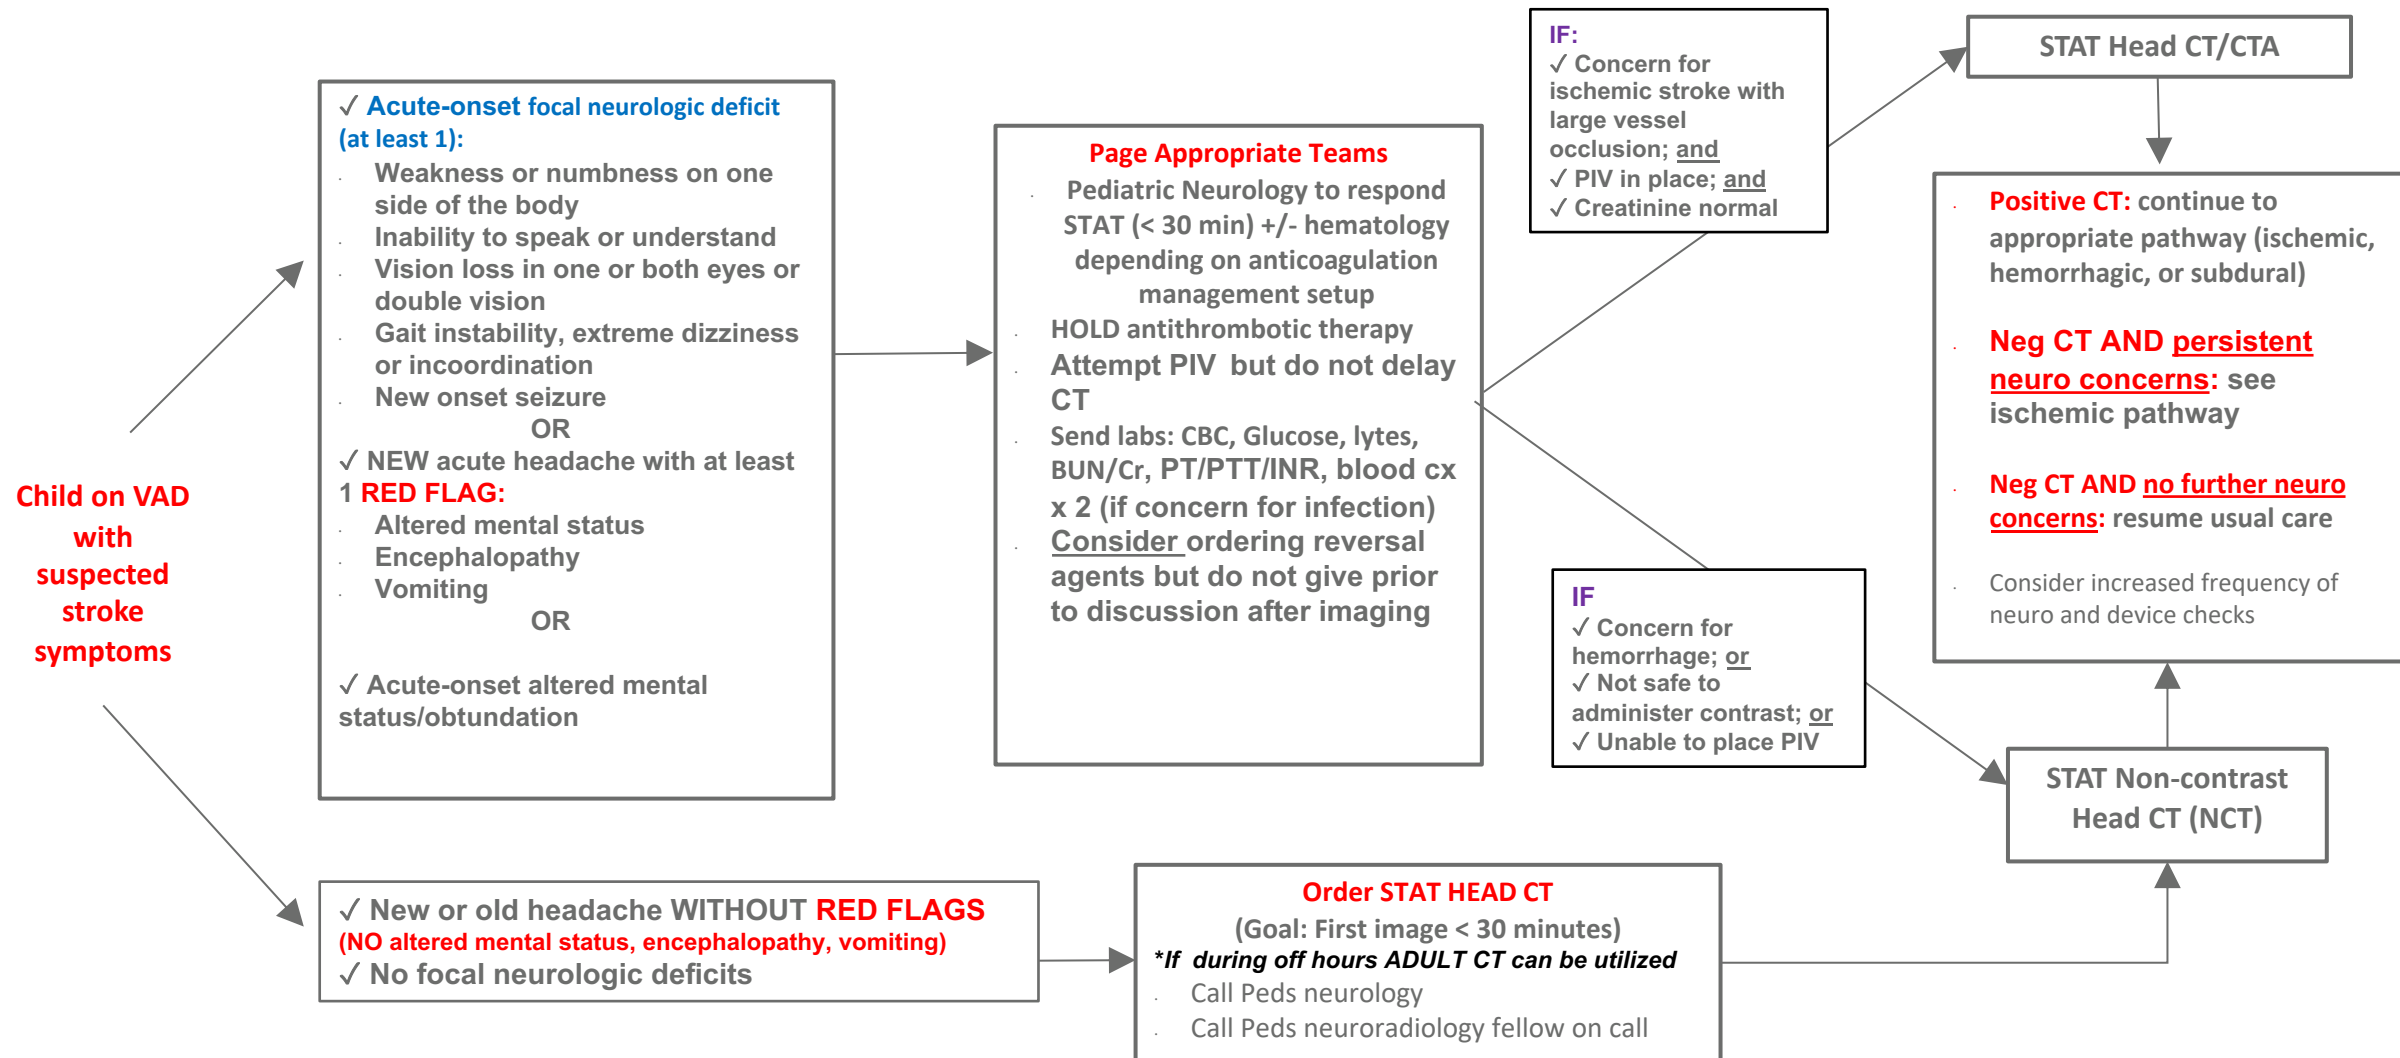 Child on VAD
with
suspected
stroke
symptoms
✓ Acute-onset focal neurologic deficit
(at least 1):
. Weakness or numbness on one
side of the body
. Inability to speak or understand
. Vision loss in one or both eyes or
double vision
. Gait instability, extreme dizziness
or incoordination
. New onset seizure
OR
✓ NEW acute headache with at least
1 RED FLAG:
. Altered mental status
. Encephalopathy
. Vomiting
OR
✓ Acute-onset altered mental
status/obtundation
✓ New or old headache WITHOUT RED FLAGS
(NO altered mental status, encephalopathy, vomiting)
✓ No focal neurologic deficits
Page Appropriate Teams
. Pediatric Neurology to respond
STAT (< 30 min) +/- hematology
depending on anticoagulation
management setup
. HOLD antithrombotic therapy
. Attempt PIV but do not delay
CT
. Send labs: CBC, Glucose, lytes,
BUN/Cr, PT/PTT/INR, blood cx
x 2 (if concern for infection)
. Consider ordering reversal
agents but do not give prior
to discussion after imaging
Order STAT HEAD CT
(Goal: First image < 30 minutes)
*If during off hours ADULT CT can be utilized
. Call Peds neurology
. Call Peds neuroradiology fellow on call
IF:
✓ Concern for
ischemic stroke with
large vessel
occlusion; and
✓ PIV in place; and
✓ Creatinine normal
IF
✓ Concern for
hemorrhage; or
✓ Not safe to
administer contrast; or
✓ Unable to place PIV
STAT Head CT/CTA
. Positive CT: continue to
appropriate pathway (ischemic,
hemorrhagic, or subdural)
. Neg CT AND persistent
neuro concerns: see
ischemic pathway
. Neg CT AND no further neuro
concerns: resume usual care
. Consider increased frequency of
neuro and device checks
STAT Non-contrast
Head CT (NCT)